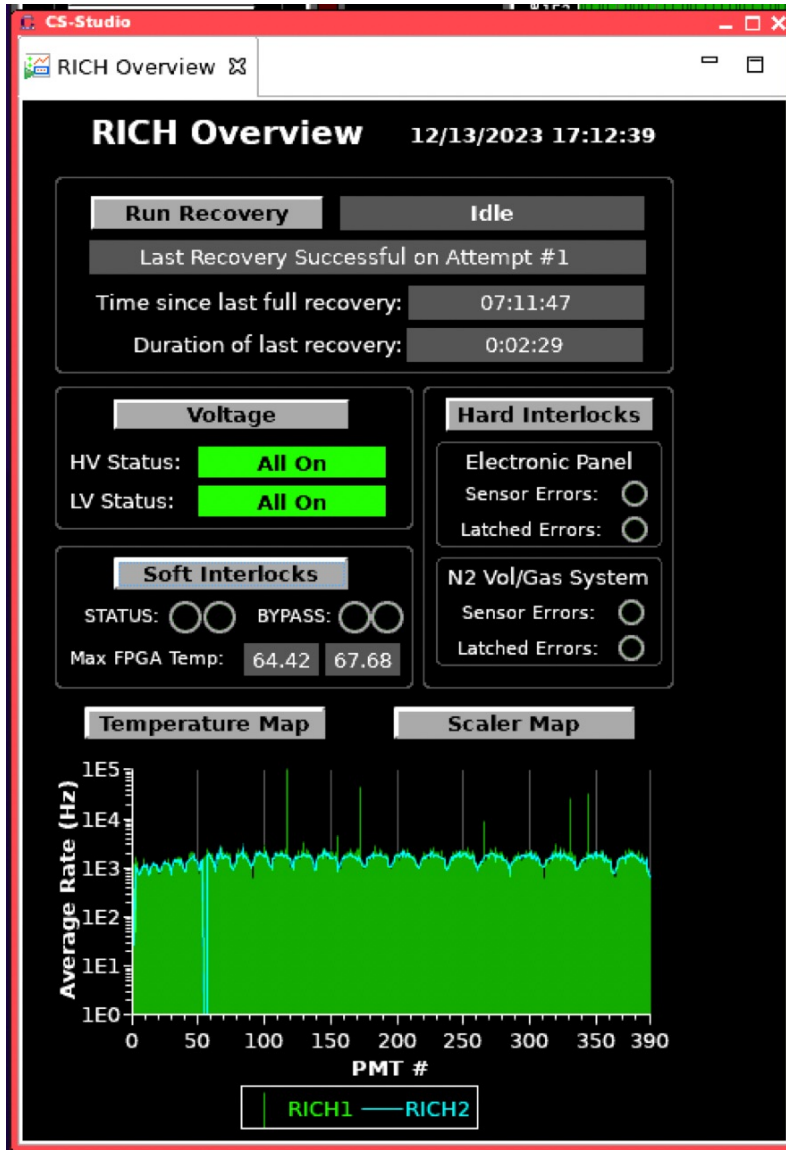 CS-Studio
RICH Overview
RICH Overview 12/13/2023 17:12:39
Run Recovery Idle
Last Recovery Successful on Attempt #1
Time since last full recovery: 07:11:47
Duration of last recovery: 0:02:29
Voltage
HV Status: All On
LV Status: All On
Hard Interlocks
Electronic Panel
Sensor Errors:
Latched Errors:
N2 Vol/Gas System
Sensor Errors:
Latched Errors:
Soft Interlocks
STATUS: BYPASS:
Max FPGA Temp: 64.42 67.68
Temperature Map Scaler Map
Average Rate (Hz)
1E5
1E4
1E3
1E2
1E1
1E0
0 50 100 150 200 250 300 350 390
PMT #
RICH1 RICH2